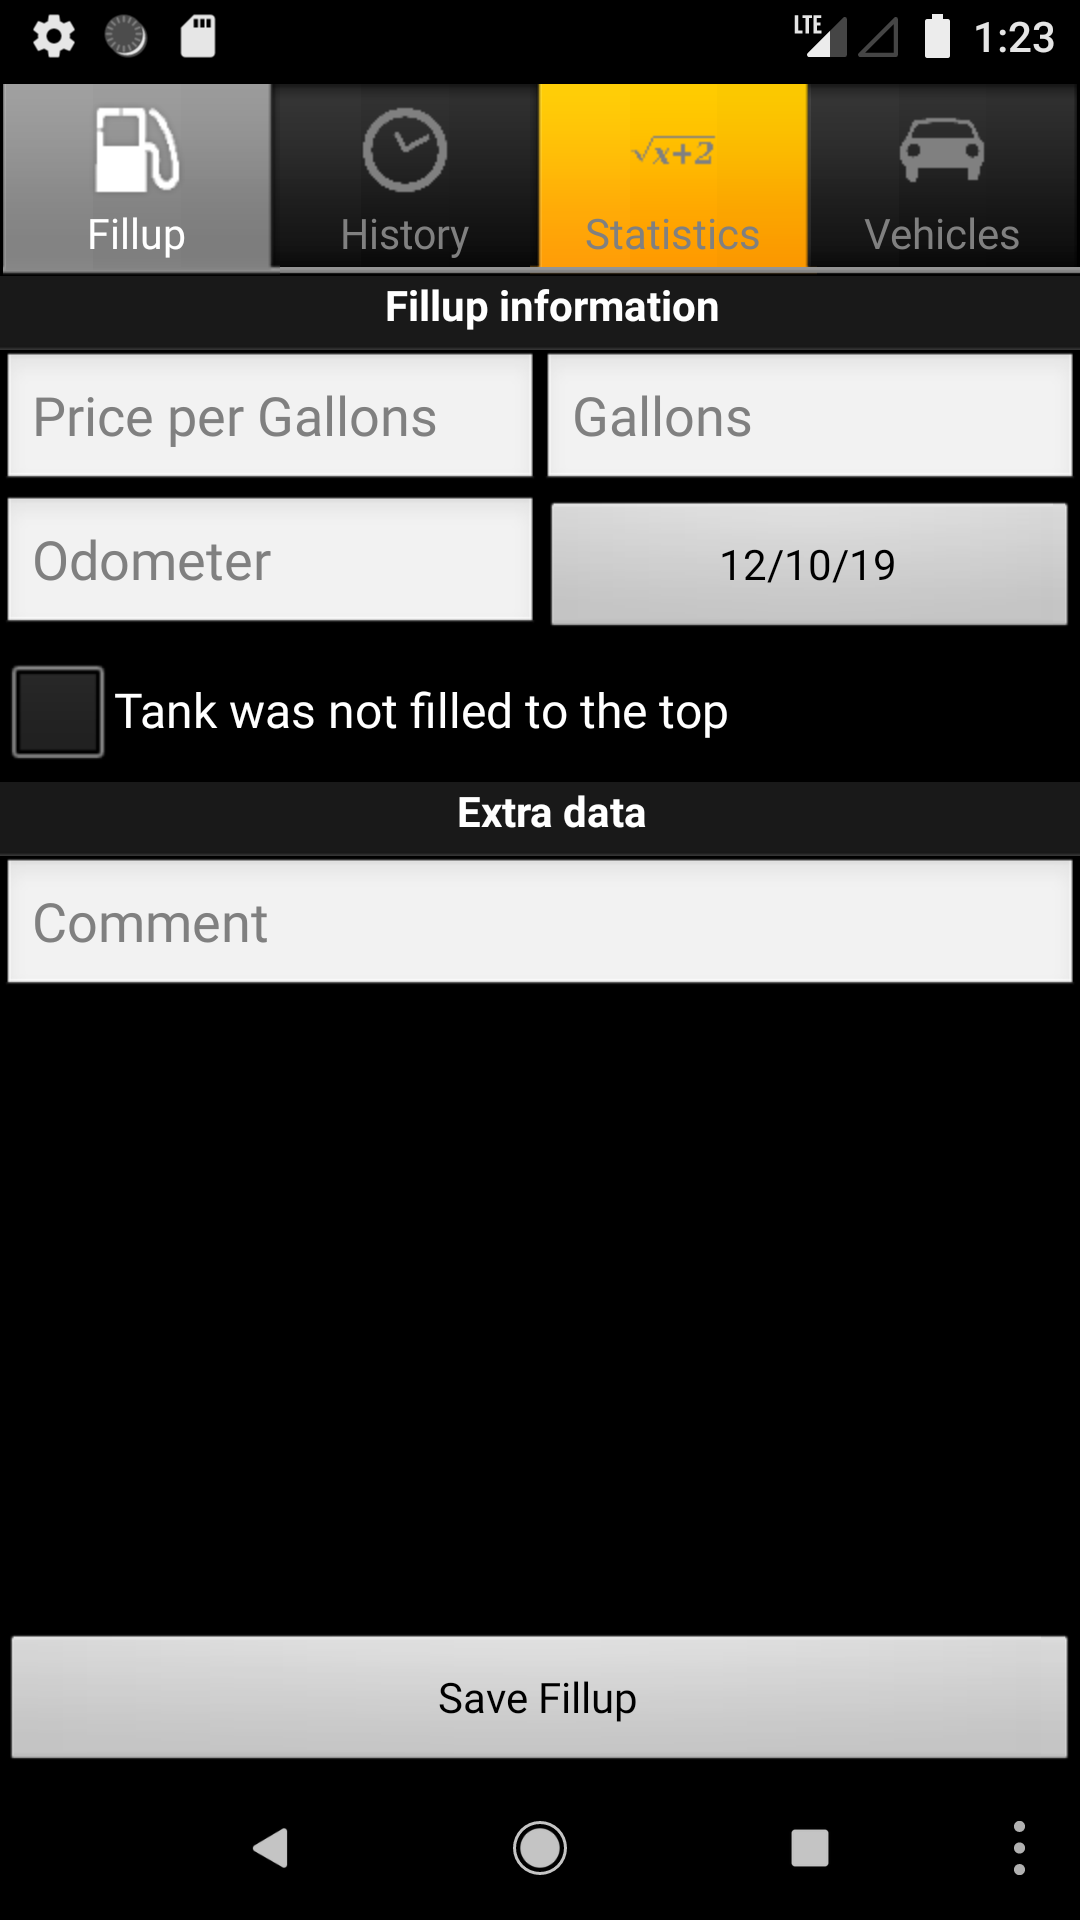 LTE 1:23
Fillup History √x+2 Statistics Vehicles
Fillup information
Price per Gallons Gallons
Odometer 12/10/19
Tank was not filled to the top
Extra data
Comment
Save Fillup